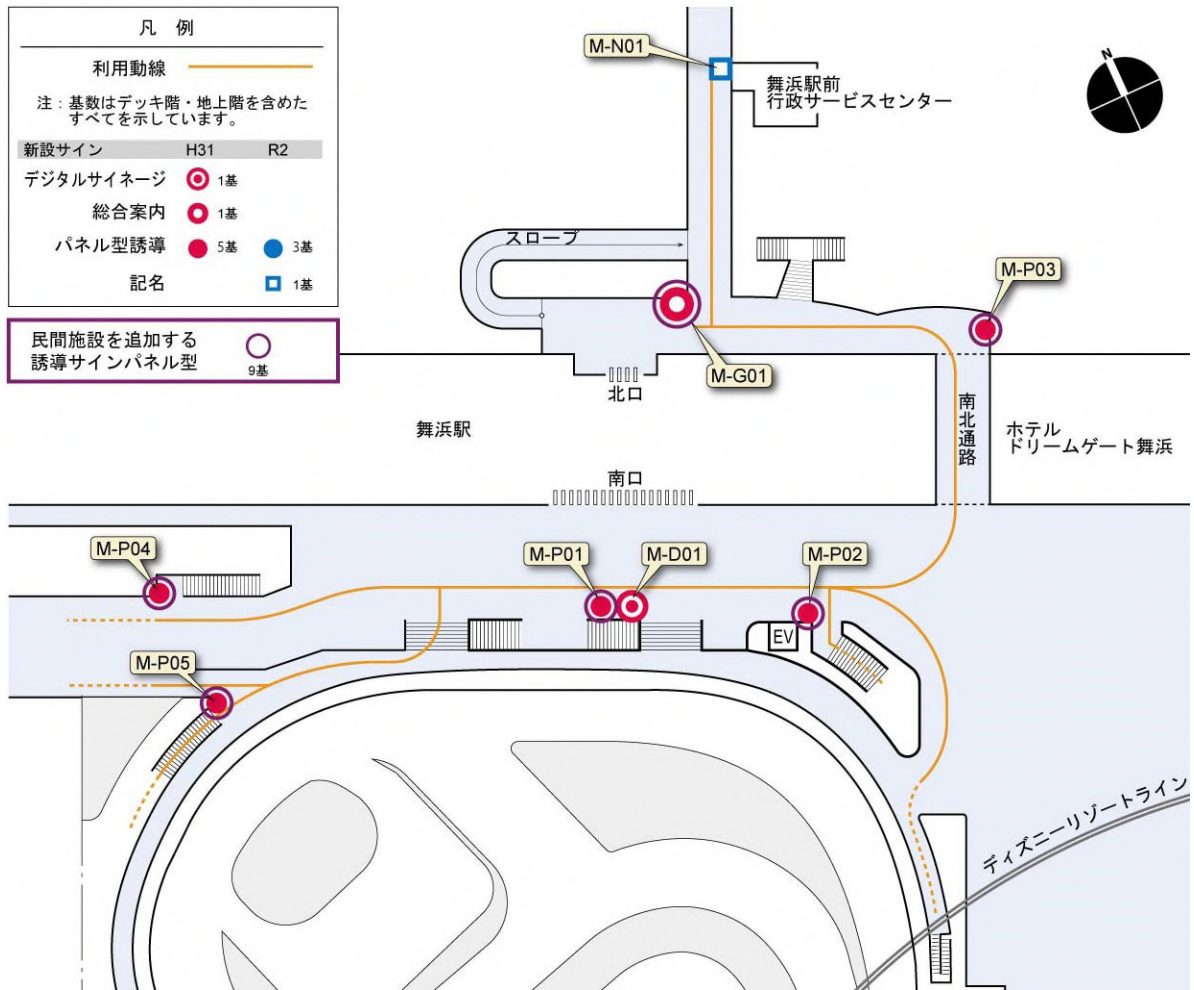 凡 例
利用動線
注：基数はデッキ階・地上階を含めた
すべてを示しています。
新設サイン H31 R2
デジタルサイネージ 1基
総合案内 1基
パネル型誘導 5基 3基
記名 1基
民間施設を追加する
誘導サインパネル型
9基
M-N01
舞浜駅前
行政サービスセンター
N
スロープ
M-P03
M-G01
北口
舞浜駅
南北通路
ホテル
ドリームゲート舞浜
南口
M-P04
M-P01
M-D01
M-P02
EV
M-P05
ディズニーリゾートライン